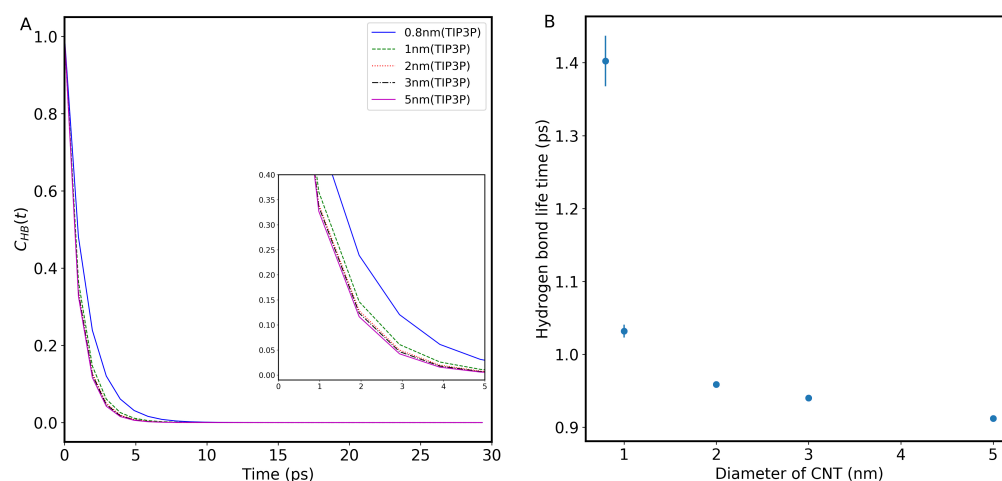 A
1.0
0.8
0.6
0.4
0.2
0.0
C_HB(t)
0 5 10 15 20 25 30
Time (ps)
0.8nm(TIP3P)
1nm(TIP3P)
2nm(TIP3P)
3nm(TIP3P)
5nm(TIP3P)
0.40
0.35
0.30
0.25
0.20
0.15
0.10
0.05
0.00
0 1 2 3 4 5
B
1.4
1.3
1.2
1.1
1.0
0.9
Hydrogen bond life time (ps)
1 2 3 4 5
Diameter of CNT (nm)